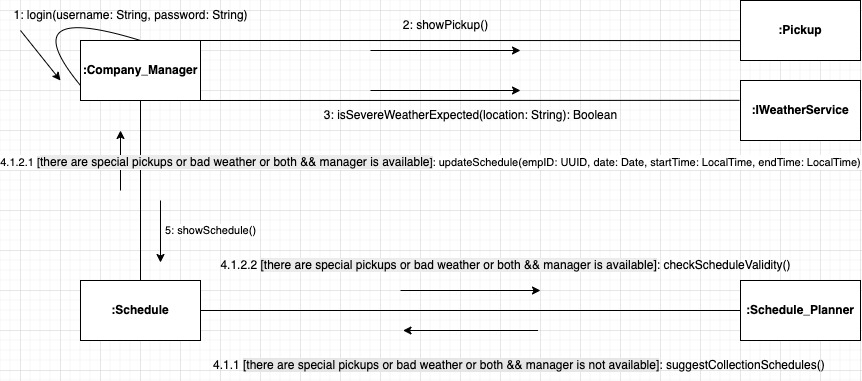 1: login(username: String, password: String)
2: showPickup()
:Pickup
:Company_Manager
:IWeatherService
3: isSevereWeatherExpected(location: String): Boolean
4.1.2.1 [there are special pickups or bad weather or both && manager is available]: updateSchedule(empID: UUID, date: Date, startTime: LocalTime, endTime: LocalTime)
5: showSchedule()
4.1.2.2 [there are special pickups or bad weather or both && manager is available]: checkScheduleValidity()
:Schedule
:Schedule_Planner
4.1.1 [there are special pickups or bad weather or both && manager is not available]: suggestCollectionSchedules()